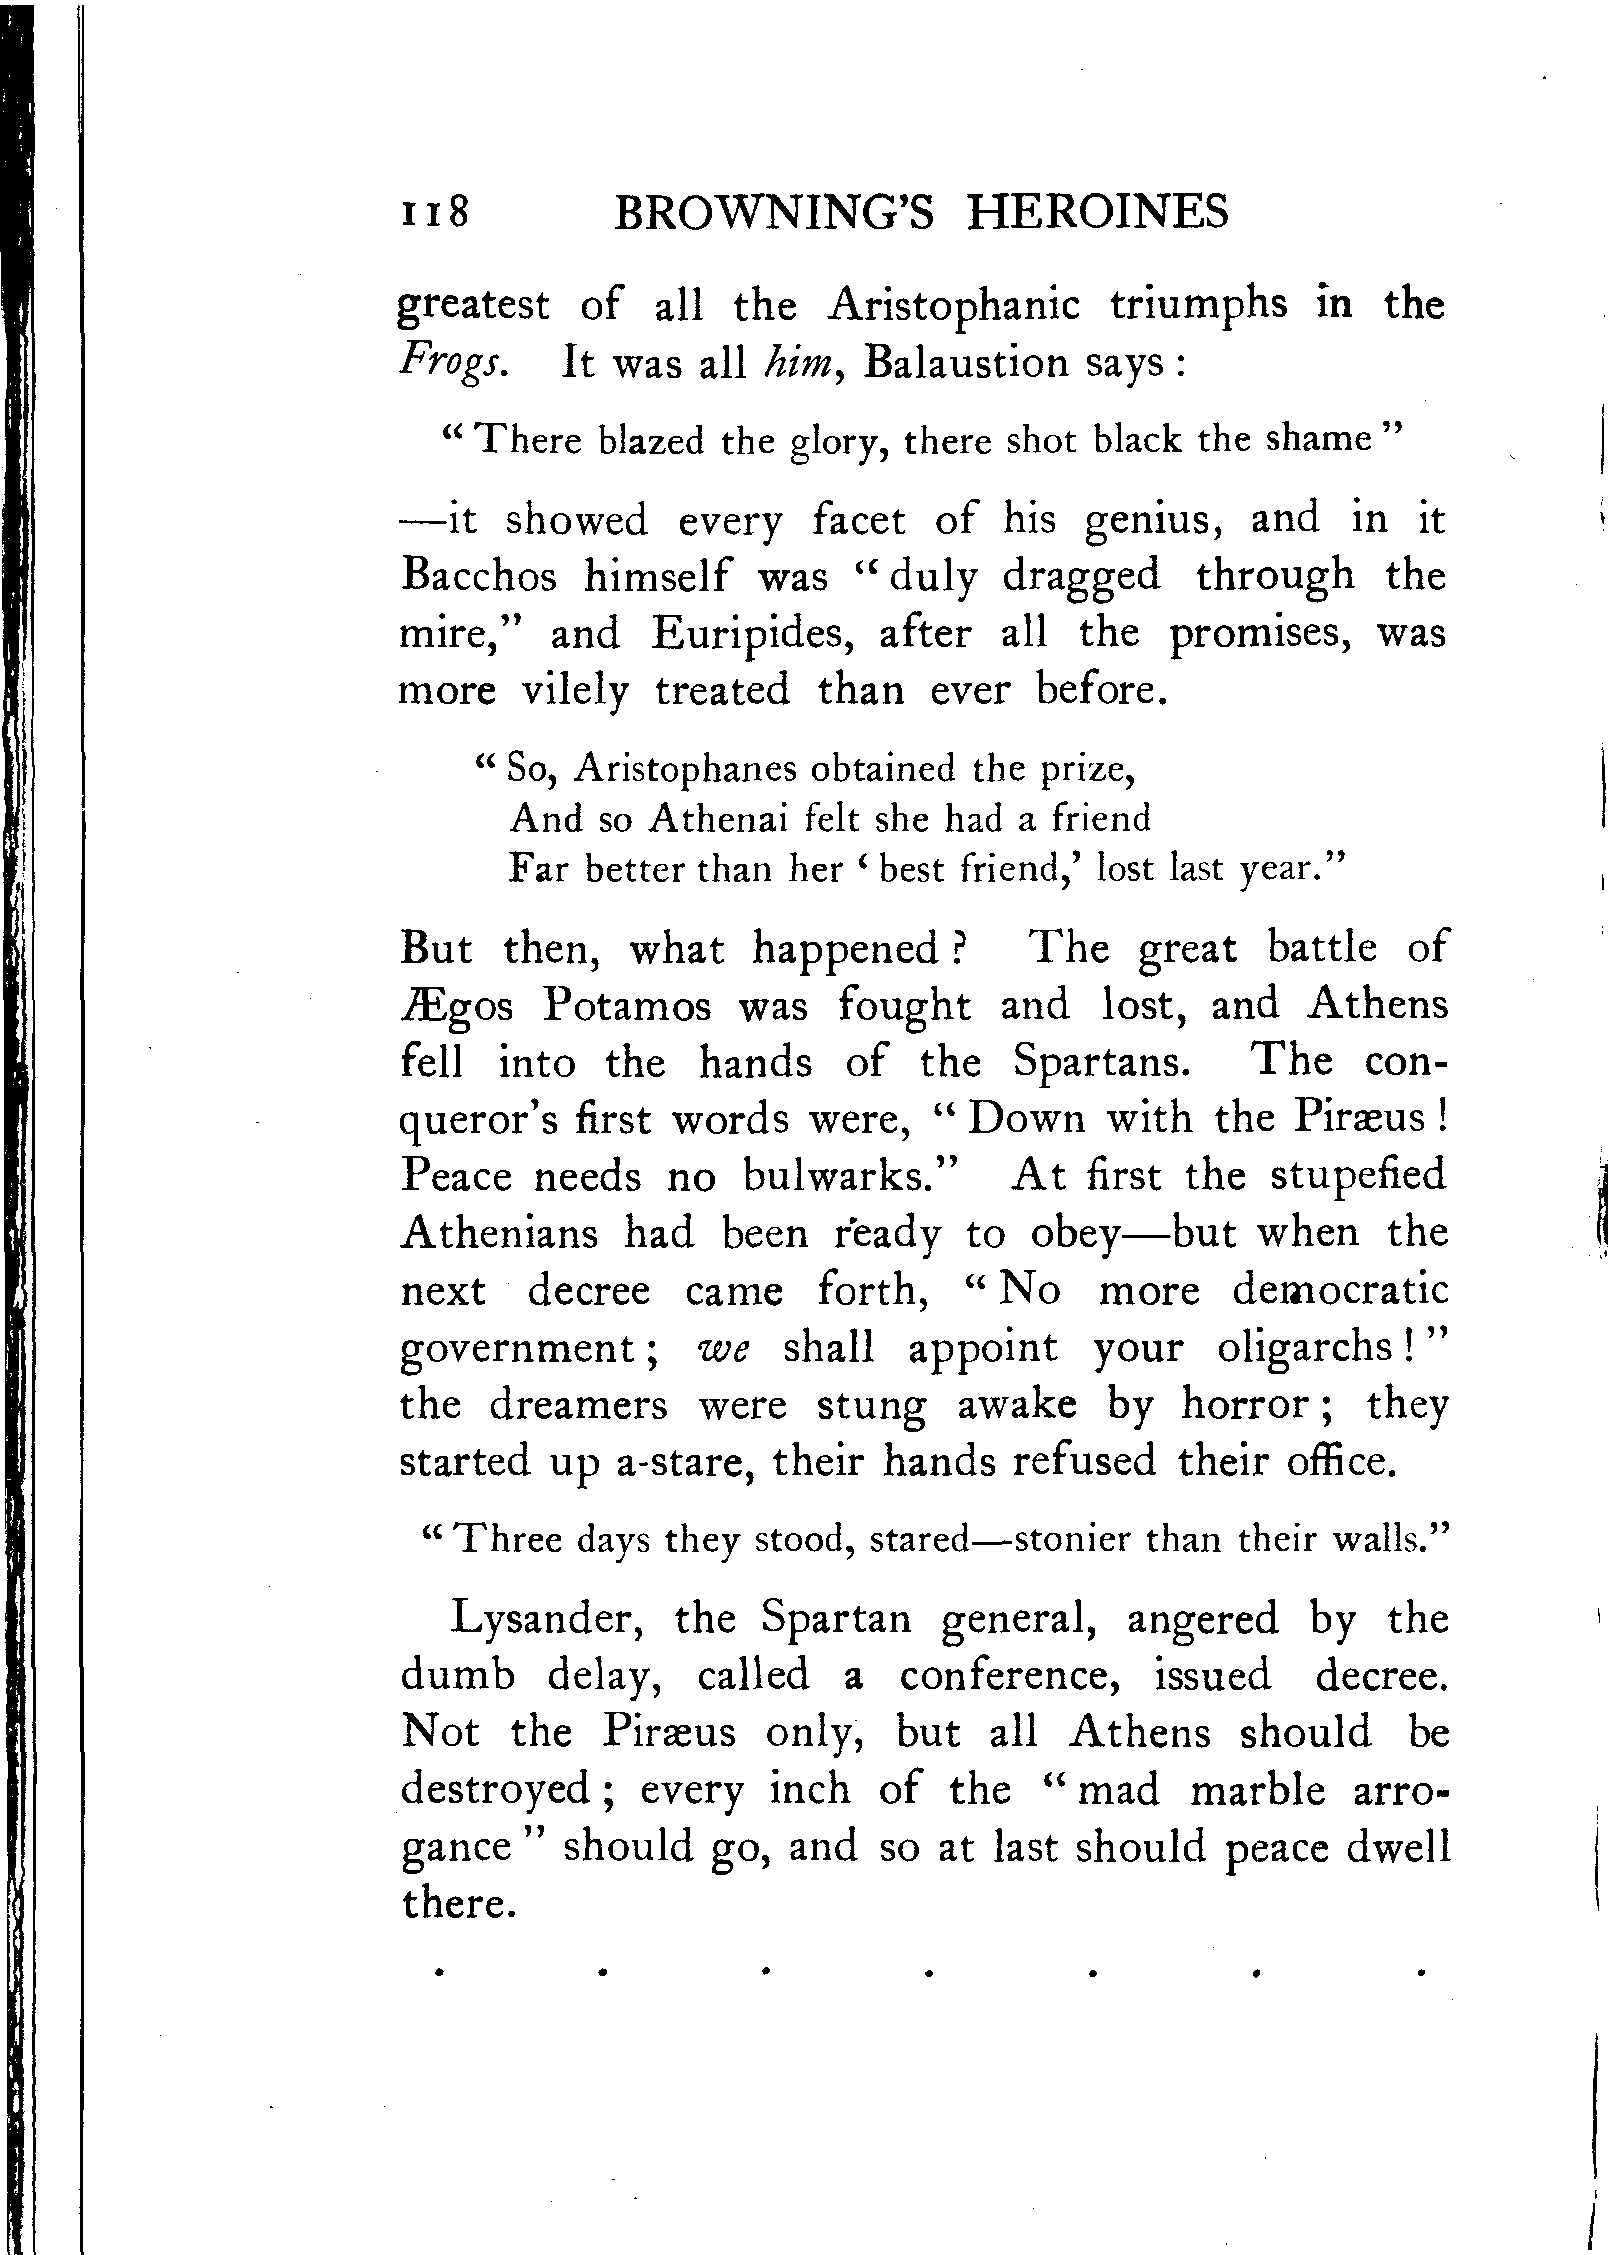 118 BROWNING'S HEROINES
greatest of all the Aristophanic triumphs in the
Frogs. It was all him, Balaustion says :
“ There blazed the glory, there shot black the shame ”
—it showed every facet of his genius, and in it
Bacchos himself was “ duly dragged through the
mire,” and Euripides, after all the promises, was
more vilely treated than ever before.
“ So, Aristophanes obtained the prize,
And so Athenai felt she had a friend
Far better than her ‘ best friend,’ lost last year.”
But then, what happened ? The great battle of
Ægos Potamos was fought and lost, and Athens
fell into the hands of the Spartans. The con-
queror's first words were, “ Down with the Piræus !
Peace needs no bulwarks.” At first the stupefied
Athenians had been ready to obey—but when the
next decree came forth, “ No more democratic
government ; we shall appoint your oligarchs ! ”
the dreamers were stung awake by horror ; they
started up a-stare, their hands refused their office.
“ Three days they stood, stared—stonier than their walls.”
Lysander, the Spartan general, angered by the
dumb delay, called a conference, issued decree.
Not the Piræus only, but all Athens should be
destroyed ; every inch of the “ mad marble arro-
gance ” should go, and so at last should peace dwell
there.
. . . . . . .